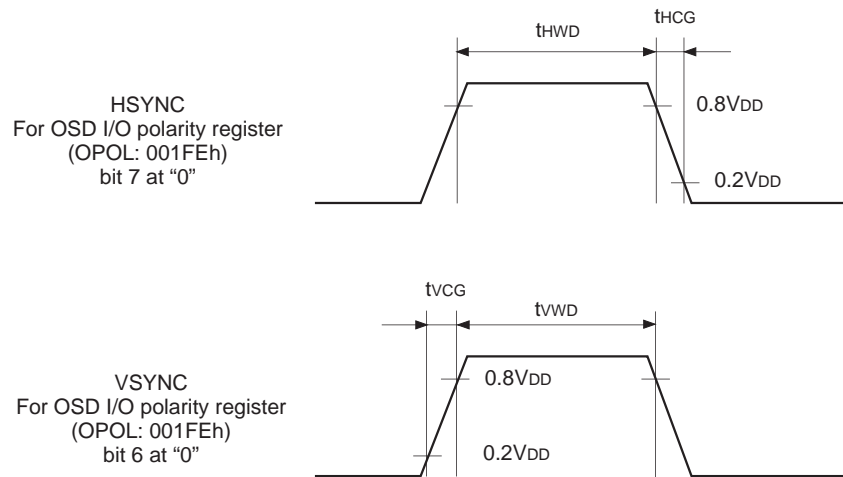 tHWD
tHCG
HSYNC
For OSD I/O polarity register
(OPOL: 001FEh)
bit 7 at “0”
0.8VDD
0.2VDD
tVCG
tVWD
VSYNC
For OSD I/O polarity register
(OPOL: 001FEh)
bit 6 at “0”
0.8VDD
0.2VDD